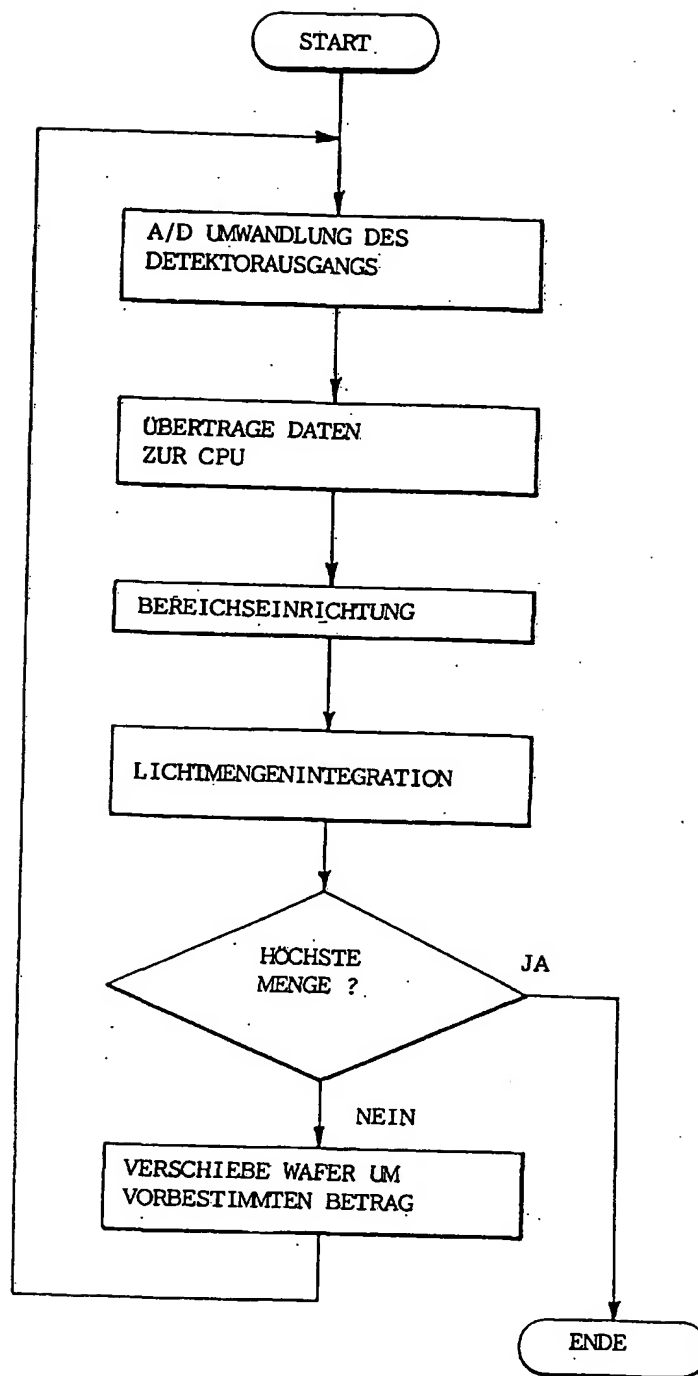 START
A/D UMWANDLUNG DES
DETEKTORAUSGANGS
ÜBERTRAGE DATEN
ZUR CPU
BEREICHSEINRICHTUNG
LICHTMENGENINTEGRATION
HÖCHSTE
MENGE ?
JA
NEIN
VERSCHIEBE WAFER UM
VORBESTIMMTEN BETRAG
ENDE